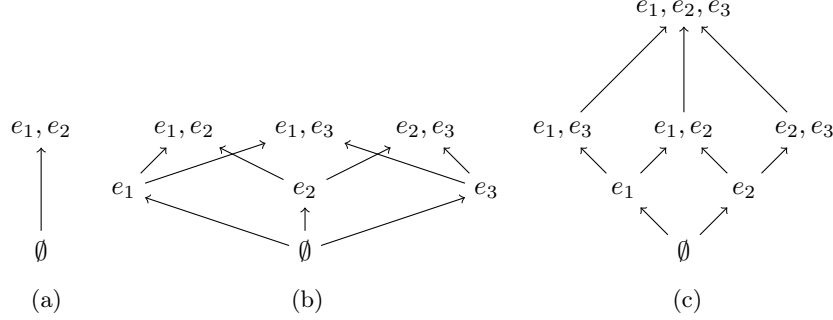 e₁, e₂, e₃
e₁, e₂ e₁, e₂ e₁, e₃ e₂, e₃ e₁, e₃ e₁, e₂ e₂, e₃
e₁ e₂ e₃ e₁ e₂
∅ ∅ ∅
(a) (b) (c)